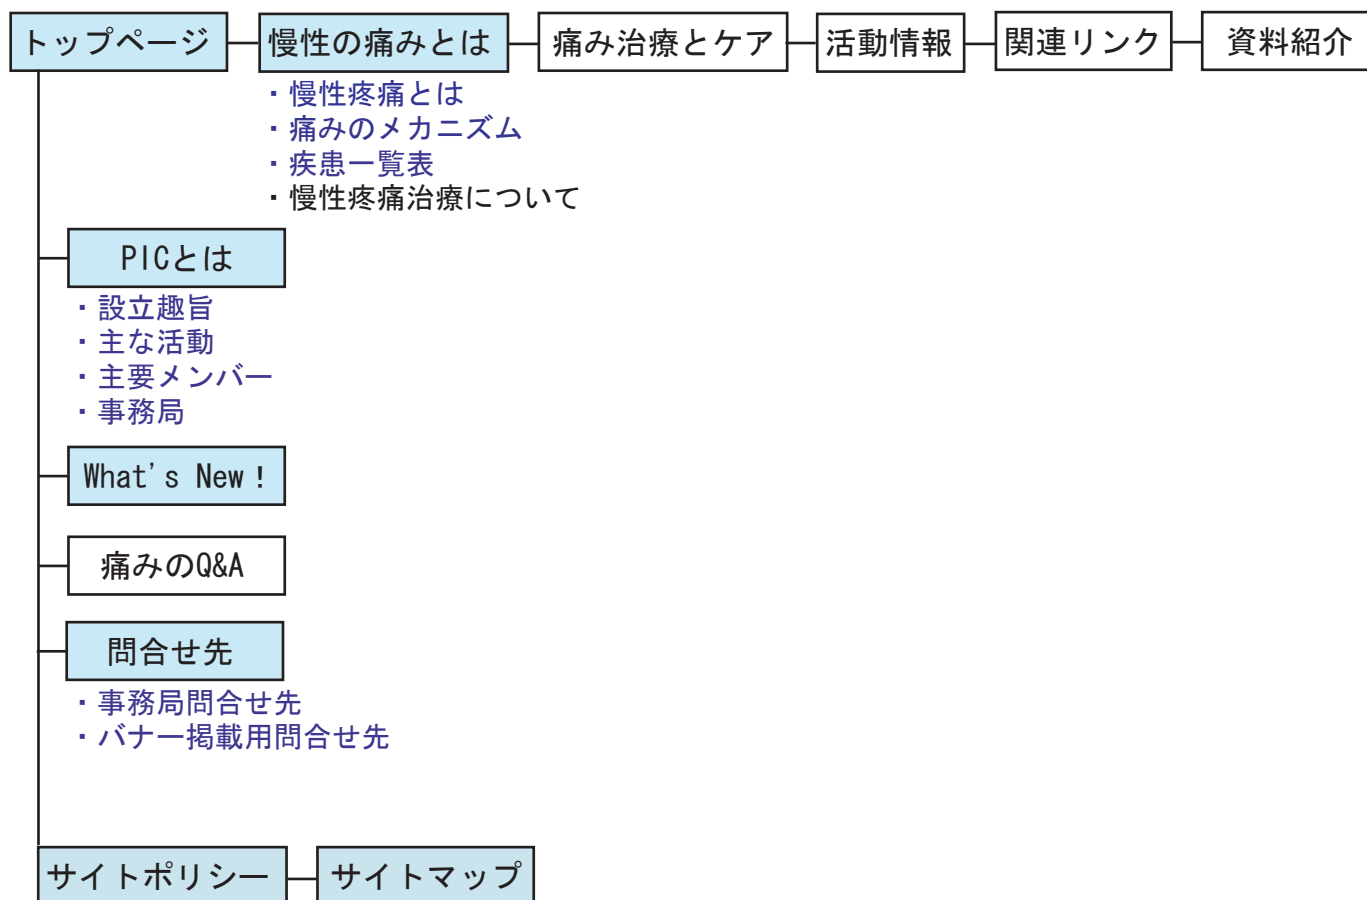 トップページ 慢性の痛みとは 痛み治療とケア 活動情報 関連リンク 資料紹介
・慢性疼痛とは
・痛みのメカニズム
・疾患一覧表
・慢性疼痛治療について
PICとは
・設立趣旨
・主な活動
・主要メンバー
・事務局
What's New！
痛みのQ&A
問合せ先
・事務局問合せ先
・バナー掲載用問合せ先
サイトポリシー サイトマップ